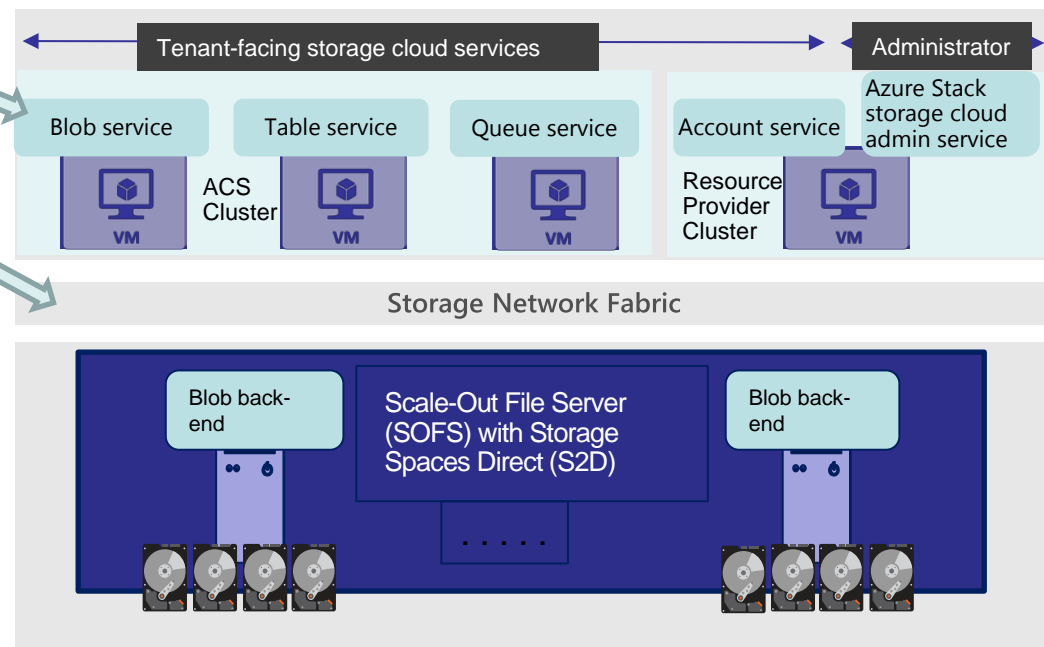 Tenant-facing storage cloud services
Administrator
Blob service
Table service
Queue service
Account service
Azure Stack
storage cloud
admin service
ACS
Cluster
Resource
Provider
Cluster
VM
VM
VM
VM
Storage Network Fabric
Blob back-
end
Scale-Out File Server
(SOFS) with Storage
Spaces Direct (S2D)
Blob back-
end
. . . . .